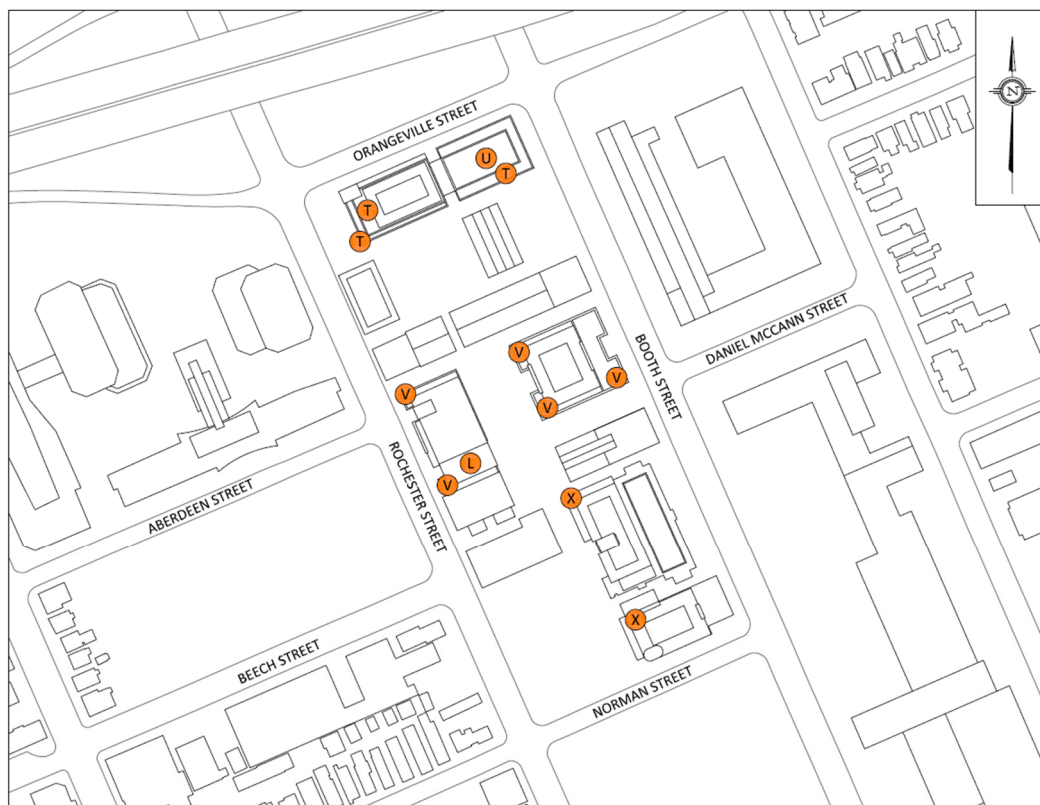 N
ORANGEVILLE STREET
U
T
T
T
DANIEL MCCANN STREET
BOOTH STREET
V
V
V
V
L
V
ROCHESTER STREET
ABERDEEN STREET
X
X
BEECH STREET
NORMAN STREET